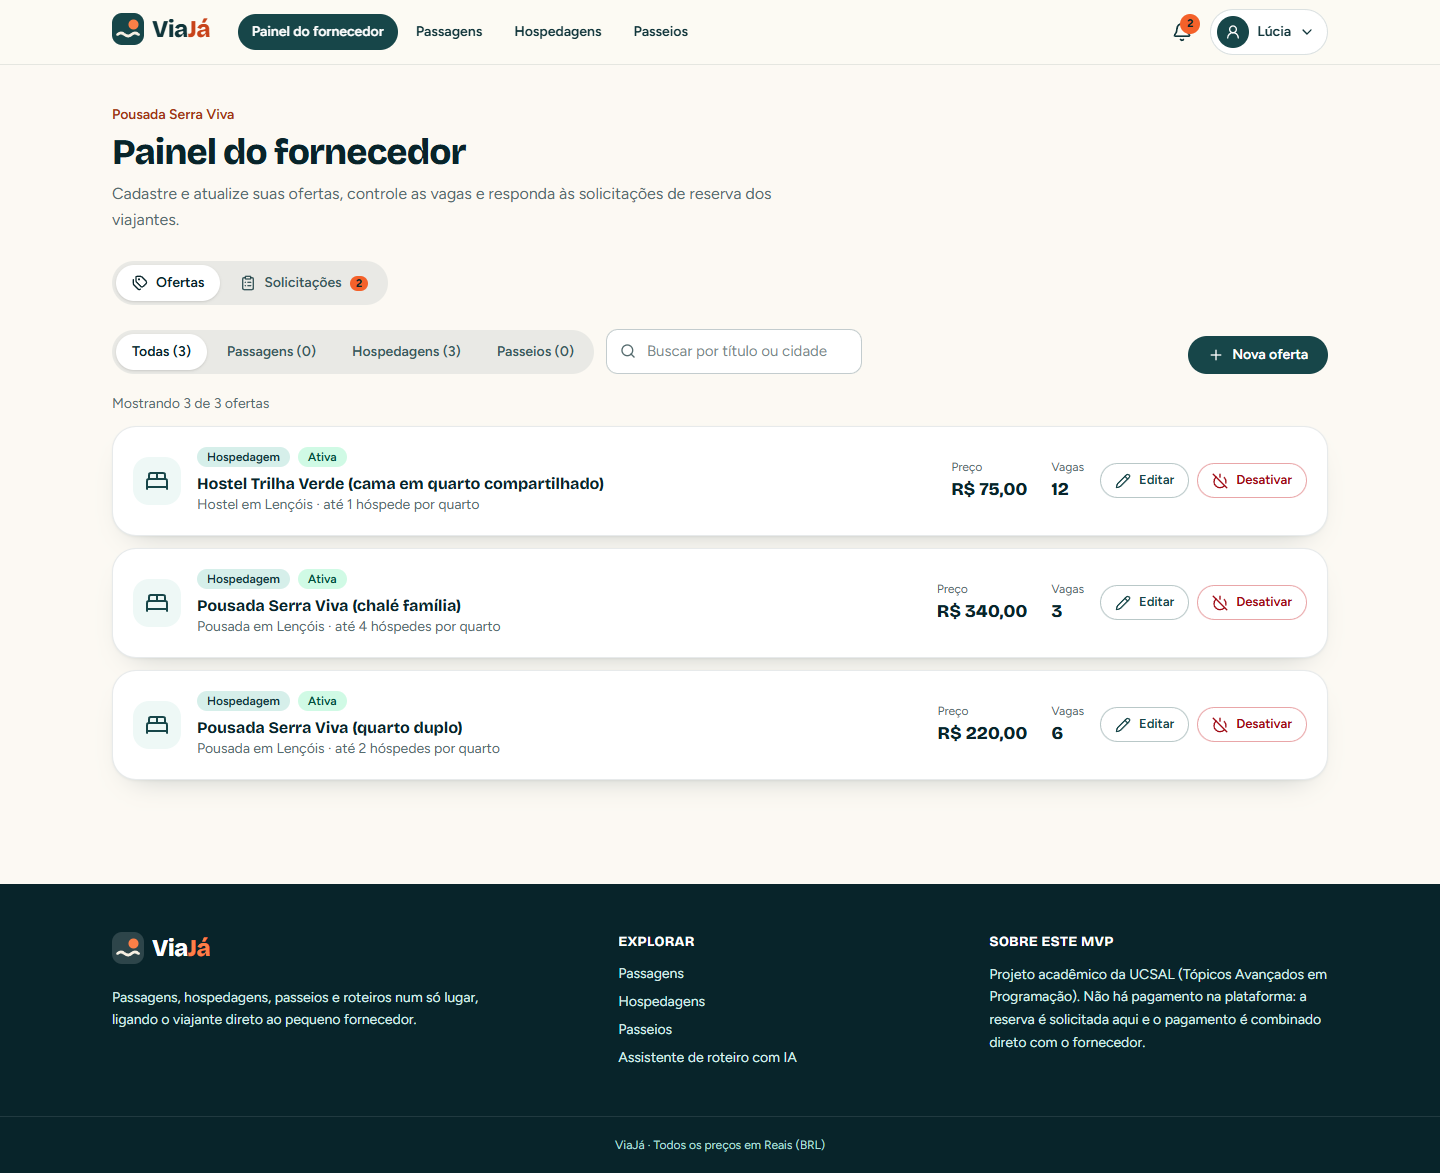 ViaJá
Painel do fornecedor
Passagens
Hospedagens
Passeios
2
Lúcia
Pousada Serra Viva
Painel do fornecedor
Cadastre e atualize suas ofertas, controle as vagas e responda às solicitações de reserva dos
viajantes.
Ofertas
Solicitações 2
Todas (3)
Passagens (0)
Hospedagens (3)
Passeios (0)
Buscar por título ou cidade
Nova oferta
Mostrando 3 de 3 ofertas
Hospedagem Ativa
Hostel Trilha Verde (cama em quarto compartilhado)
Hostel em Lençóis · até 1 hóspede por quarto
Preço
R$ 75,00
Vagas
12
Editar
Desativar
Hospedagem Ativa
Pousada Serra Viva (chalé família)
Pousada em Lençóis · até 4 hóspedes por quarto
Preço
R$ 340,00
Vagas
3
Editar
Desativar
Hospedagem Ativa
Pousada Serra Viva (quarto duplo)
Pousada em Lençóis · até 2 hóspedes por quarto
Preço
R$ 220,00
Vagas
6
Editar
Desativar
ViaJá
Passagens, hospedagens, passeios e roteiros num só lugar,
ligando o viajante direto ao pequeno fornecedor.
EXPLORAR
Passagens
Hospedagens
Passeios
Assistente de roteiro com IA
SOBRE ESTE MVP
Projeto acadêmico da UCSAL (Tópicos Avançados em
Programação). Não há pagamento na plataforma: a
reserva é solicitada aqui e o pagamento é combinado
direto com o fornecedor.
ViaJá · Todos os preços em Reais (BRL)